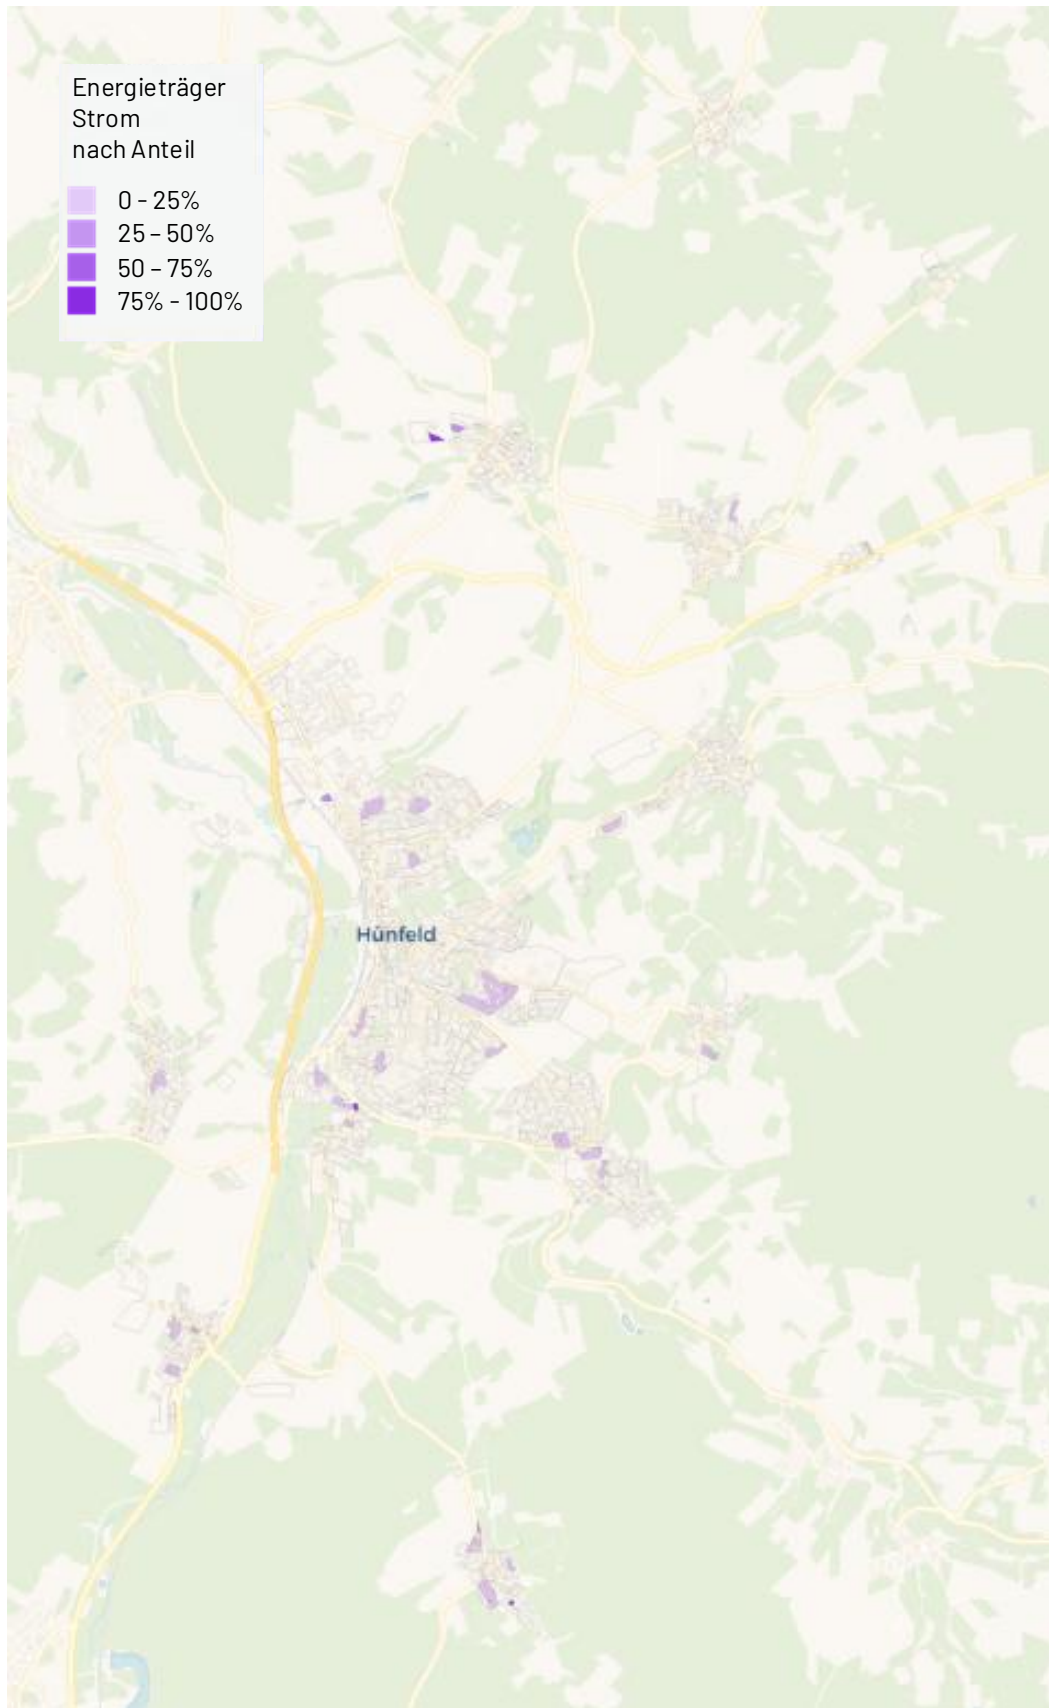 Energieträger
Strom
nach Anteil
0 - 25%
25 – 50%
50 – 75%
75% - 100%
Hünfeld